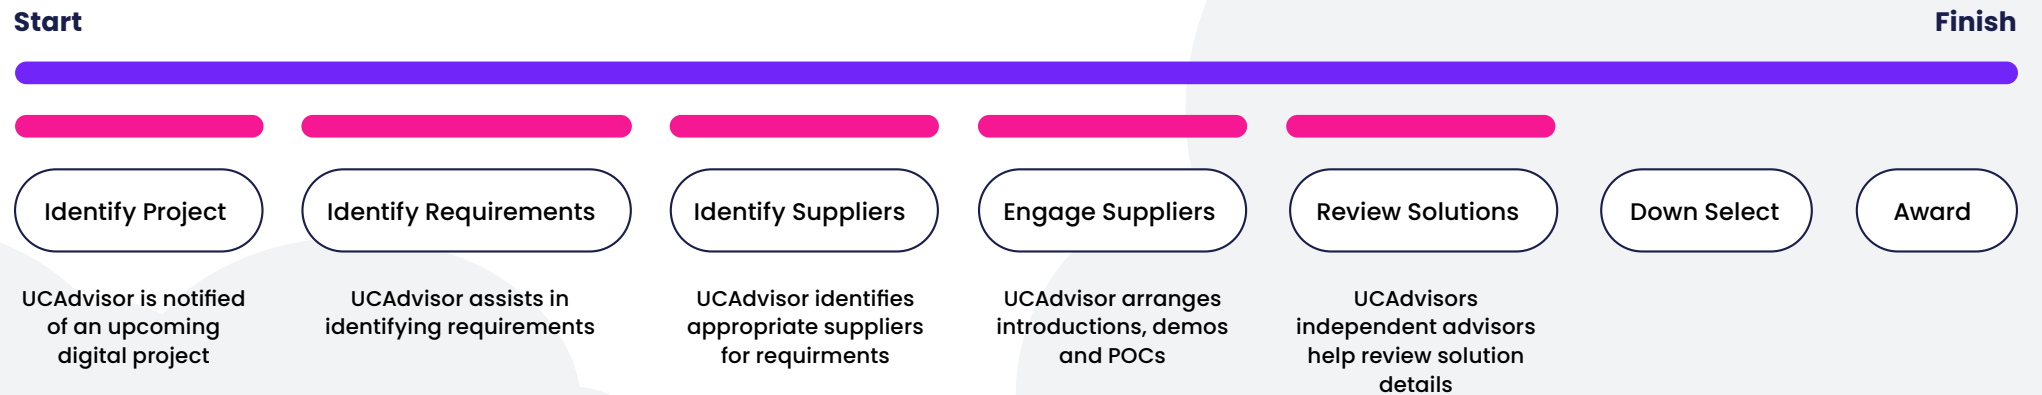 Start
Finish
Identify Project
Identify Requirements
Identify Suppliers
Engage Suppliers
Review Solutions
Down Select
Award
UCAdvisor is notified
of an upcoming
digital project
UCAdvisor assists in
identifying requirements
UCAdvisor identifies
appropriate suppliers
for requirments
UCAdvisor arranges
introductions, demos
and POCs
UCAdvisors
independent advisors
help review solution
details